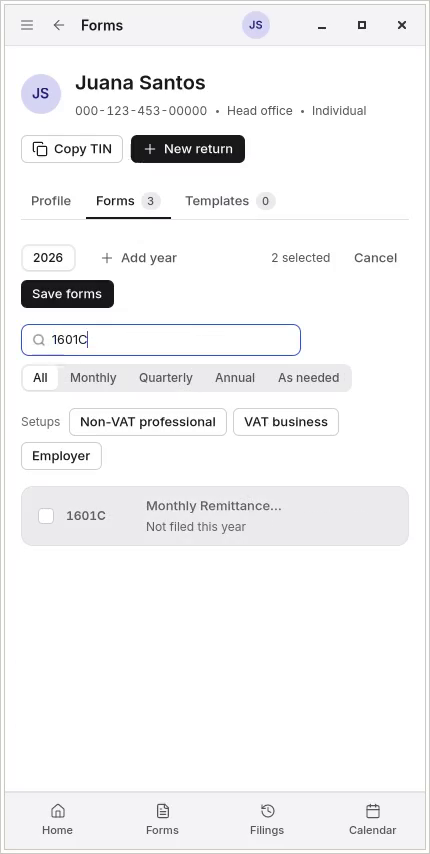 Forms
JS
JS
Juana Santos
000-123-453-00000 • Head office • Individual
Copy TIN
New return
Profile
Forms 3
Templates 0
2026
Add year
2 selected
Cancel
Save forms
1601C
All
Monthly
Quarterly
Annual
As needed
Setups
Non-VAT professional
VAT business
Employer
1601C
Monthly Remittance...
Not filed this year
Home
Forms
Filings
Calendar